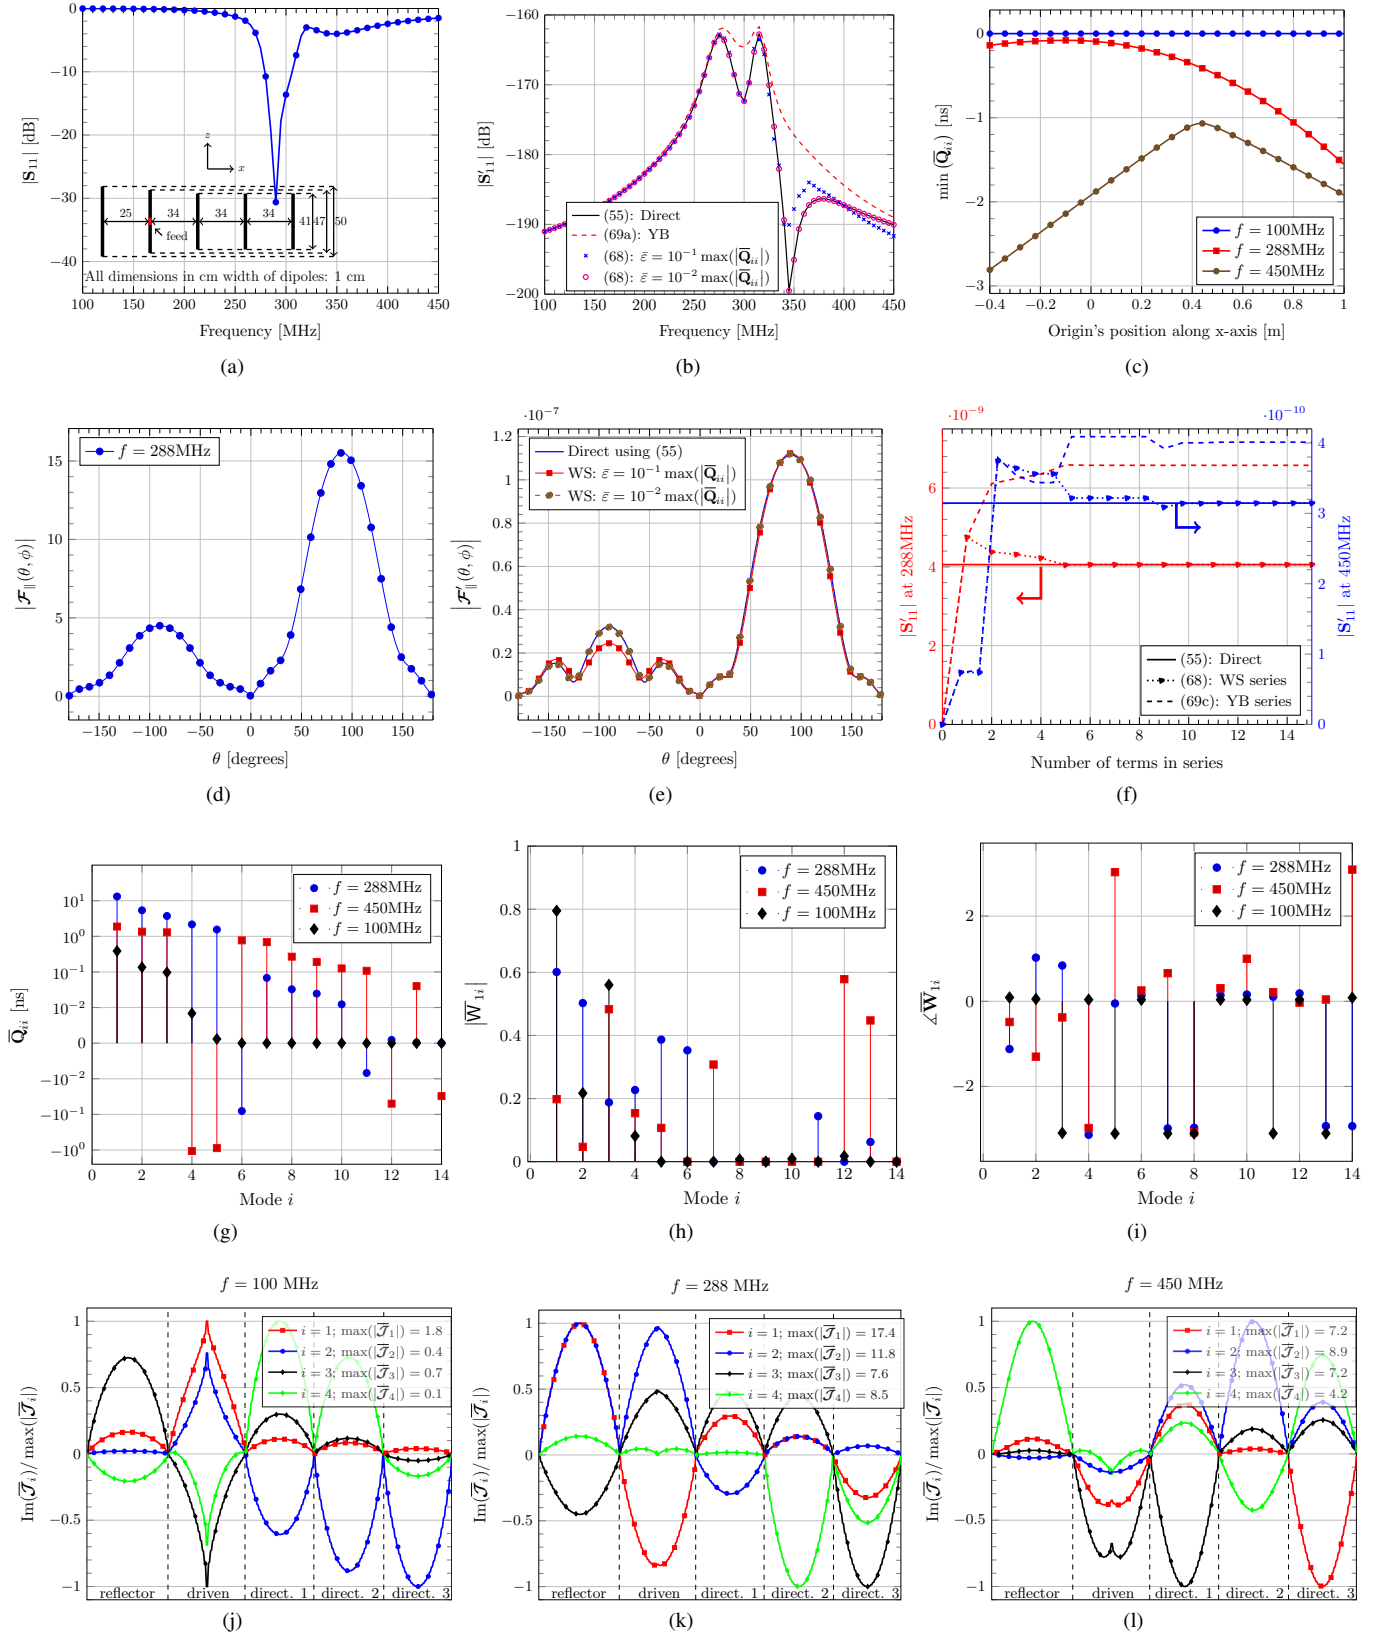 0
−10
−20
−30
−40
100 150 200 250 300 350 400 450
|S₁₁| [dB]
Frequency [MHz]
z
x
25 34 34 34 41 47 50
feed
All dimensions in cm width of dipoles: 1 cm
(a)
−160
−170
−180
−190
−200
100 150 200 250 300 350 400 450
|S′₁₁| [dB]
Frequency [MHz]
(55): Direct
(69a): YB
(68): ε̄ = 10⁻¹ max(|Q̄ᵢᵢ|)
(68): ε̄ = 10⁻² max(|Q̄ᵢᵢ|)
(b)
0
−1
−2
−3
−0.4 −0.2 0 0.2 0.4 0.6 0.8 1
min (Q̄ᵢᵢ) [ns]
Origin's position along x-axis [m]
f = 100MHz
f = 288MHz
f = 450MHz
(c)
15
10
5
0
−150 −100 −50 0 50 100 150
|𝓕∥(θ, ϕ)|
θ [degrees]
f = 288MHz
(d)
·10⁻⁷
1.2
1
0.8
0.6
0.4
0.2
0
−150 −100 −50 0 50 100 150
|𝓕′∥(θ, ϕ)|
θ [degrees]
Direct using (55)
WS: ε̄ = 10⁻¹ max(|Q̄ᵢᵢ|)
WS: ε̄ = 10⁻² max(|Q̄ᵢᵢ|)
(e)
·10⁻⁹
·10⁻¹⁰
6
4
2
0
4
3
2
1
0
0 2 4 6 8 10 12 14
|S′₁₁| at 288MHz
|S′₁₁| at 450MHz
Number of terms in series
(55): Direct
(68): WS series
(69c): YB series
(f)
10¹
10⁰
10⁻¹
10⁻²
0
−10⁻²
−10⁻¹
−10⁰
0 2 4 6 8 10 12 14
Q̄ᵢᵢ [ns]
Mode i
f = 288MHz
f = 450MHz
f = 100MHz
(g)
1
0.8
0.6
0.4
0.2
0
0 2 4 6 8 10 12 14
|W̄₁ᵢ|
Mode i
f = 288MHz
f = 450MHz
f = 100MHz
(h)
2
0
−2
0 2 4 6 8 10 12 14
∡W̄₁ᵢ
Mode i
f = 288MHz
f = 450MHz
f = 100MHz
(i)
f = 100 MHz
1
0.5
0
−0.5
−1
Im(𝓙̄ᵢ)/ max(|𝓙̄ᵢ|)
i = 1; max(|𝓙̄₁|) = 1.8
i = 2; max(|𝓙̄₂|) = 0.4
i = 3; max(|𝓙̄₃|) = 0.7
i = 4; max(|𝓙̄₄|) = 0.1
reflector driven direct. 1 direct. 2 direct. 3
(j)
f = 288 MHz
1
0.5
0
−0.5
−1
Im(𝓙̄ᵢ)/ max(|𝓙̄ᵢ|)
i = 1; max(|𝓙̄₁|) = 17.4
i = 2; max(|𝓙̄₂|) = 11.8
i = 3; max(|𝓙̄₃|) = 7.6
i = 4; max(|𝓙̄₄|) = 8.5
reflector driven direct. 1 direct. 2 direct. 3
(k)
f = 450 MHz
1
0.5
0
−0.5
−1
Im(𝓙̄ᵢ)/ max(|𝓙̄ᵢ|)
i = 1; max(|𝓙̄₁|) = 7.2
i = 2; max(|𝓙̄₂|) = 8.9
i = 3; max(|𝓙̄₃|) = 7.2
i = 4; max(|𝓙̄₄|) = 4.2
reflector driven direct. 1 direct. 2 direct. 3
(l)